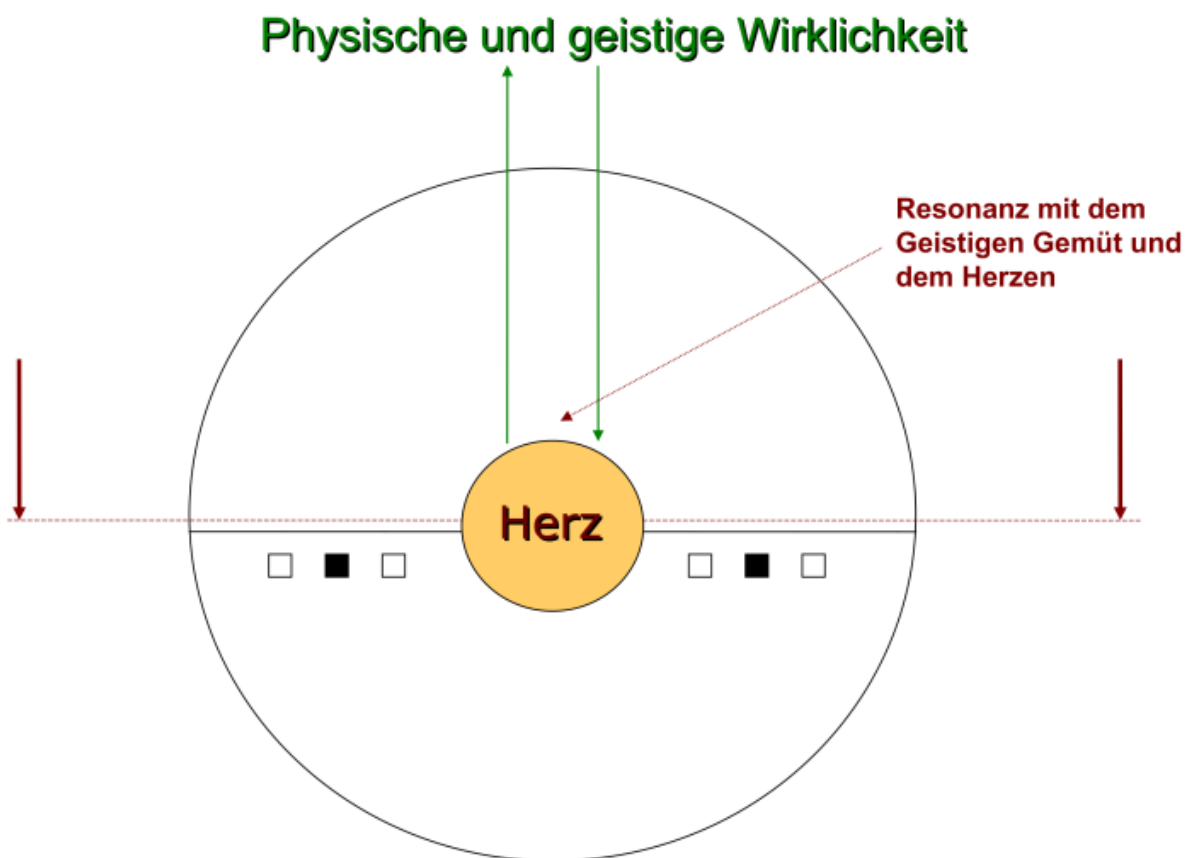 Physische und geistige Wirklichkeit
Resonanz mit dem
Geistigen Gemüt und
dem Herzen
Herz